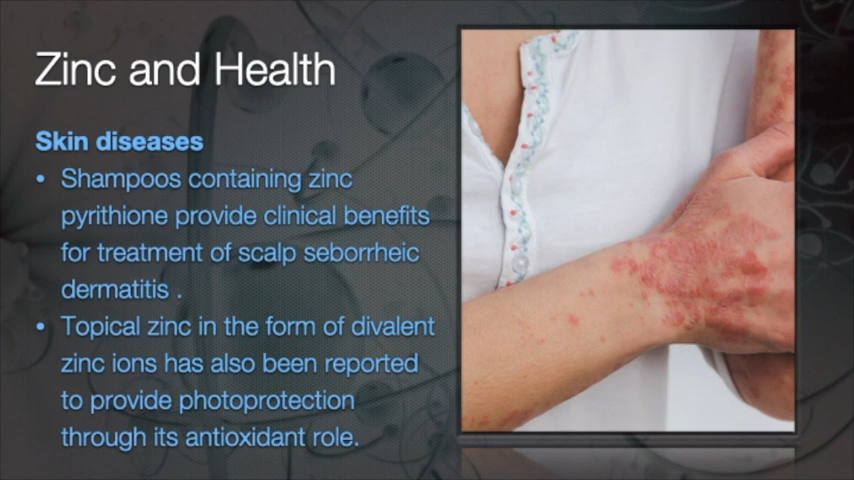 Zinc and Health
Skin diseases
• Shampoos containing zinc
pyrithione provide clinical benefits
for treatment of scalp seborrheic
dermatitis .
• Topical zinc in the form of divalent
zinc ions has also been reported
to provide photoprotection
through its antioxidant role.